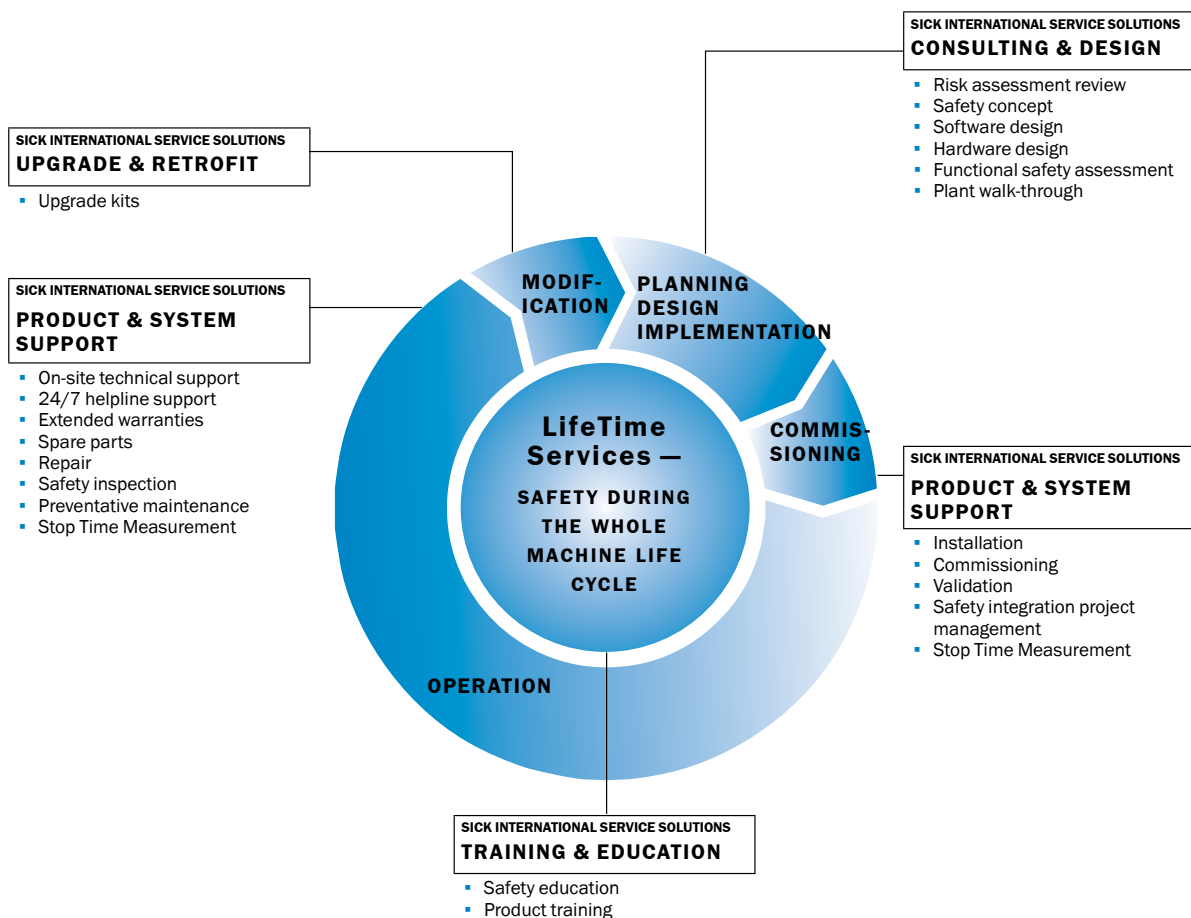 SICK INTERNATIONAL SERVICE SOLUTIONS
CONSULTING & DESIGN
Risk assessment review
Safety concept
Software design
Hardware design
Functional safety assessment
Plant walk-through
SICK INTERNATIONAL SERVICE SOLUTIONS
UPGRADE & RETROFIT
Upgrade kits
SICK INTERNATIONAL SERVICE SOLUTIONS
PRODUCT & SYSTEM
SUPPORT
On-site technical support
24/7 helpline support
Extended warranties
Spare parts
Repair
Safety inspection
Preventative maintenance
Stop Time Measurement
MODIF-
ICATION
PLANNING
DESIGN
IMPLEMENTATION
COMMIS-
SIONING
LifeTime
Services —
SAFETY DURING
THE WHOLE
MACHINE LIFE
CYCLE
OPERATION
SICK INTERNATIONAL SERVICE SOLUTIONS
PRODUCT & SYSTEM
SUPPORT
Installation
Commissioning
Validation
Safety integration project
management
Stop Time Measurement
SICK INTERNATIONAL SERVICE SOLUTIONS
TRAINING & EDUCATION
Safety education
Product training